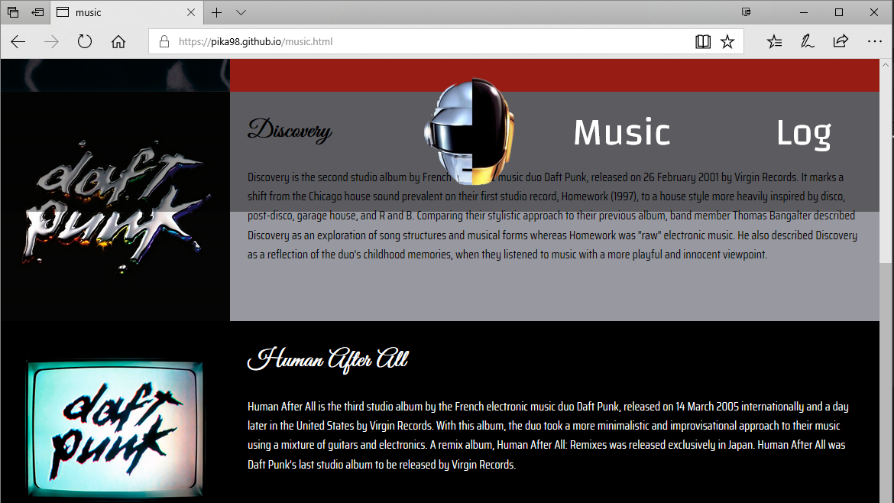 music
https://pika98.github.io/music.html
Music
Log
Discovery
Discovery is the second studio album by French music duo Daft Punk, released on 26 February 2001 by Virgin Records. It marks a
shift from the Chicago house sound prevalent on their first studio record, Homework (1997), to a house style more heavily inspired by disco,
post-disco, garage house, and R and B. Comparing their stylistic approach to their previous album, band member Thomas Bangalter described
Discovery as an exploration of song structures and musical forms whereas Homework was "raw" electronic music. He also described Discovery
as a reflection of the duo's childhood memories, when they listened to music with a more playful and innocent viewpoint.
daft
punk
Human After All
Human After All is the third studio album by the French electronic music duo Daft Punk, released on 14 March 2005 internationally and a day
later in the United States by Virgin Records. With this album, the duo took a more minimalistic and improvisational approach to their music
using a mixture of guitars and electronics. A remix album, Human After All: Remixes was released exclusively in Japan. Human After All was
Daft Punk's last studio album to be released by Virgin Records.
daft
punk